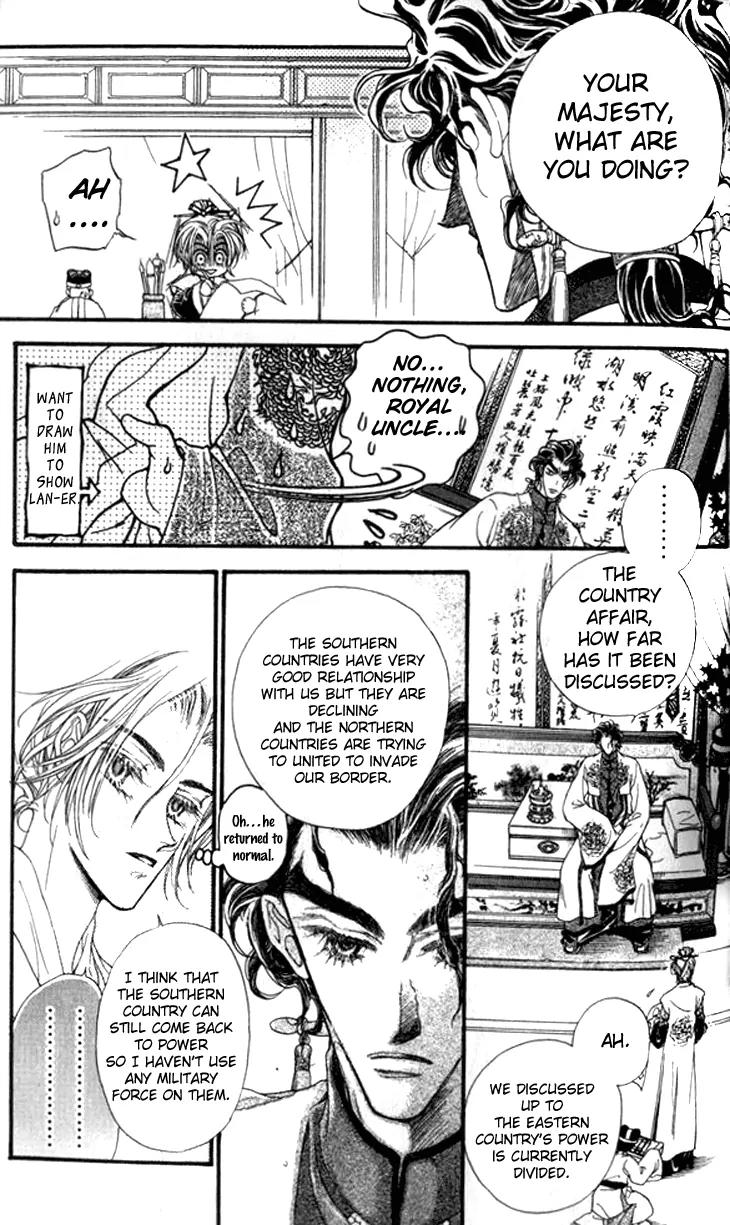 YOUR
MAJESTY,
WHAT ARE
YOU DOING?
AH
....
NO...
NOTHING,
ROYAL
UNCLE...!
WANT
TO
DRAW
HIM
TO
SHOW
LAN-ER.
......
THE
COUNTRY
AFFAIR,
HOW FAR
HAS IT BEEN
DISCUSSED?
AH.
WE DISCUSSED
UP TO
THE EASTERN
COUNTRY'S POWER
IS CURRENTLY
DIVIDED.
THE SOUTHERN
COUNTRIES HAVE VERY
GOOD RELATIONSHIP
WITH US BUT THEY ARE
DECLINING
AND THE NORTHERN
COUNTRIES ARE TRYING
TO UNITED TO INVADE
OUR BORDER.
Oh...he
returned to
normal.
I THINK THAT
THE SOUTHERN
COUNTRY CAN
STILL COME BACK
TO POWER
SO I HAVEN'T USE
ANY MILITARY
FORCE ON THEM.